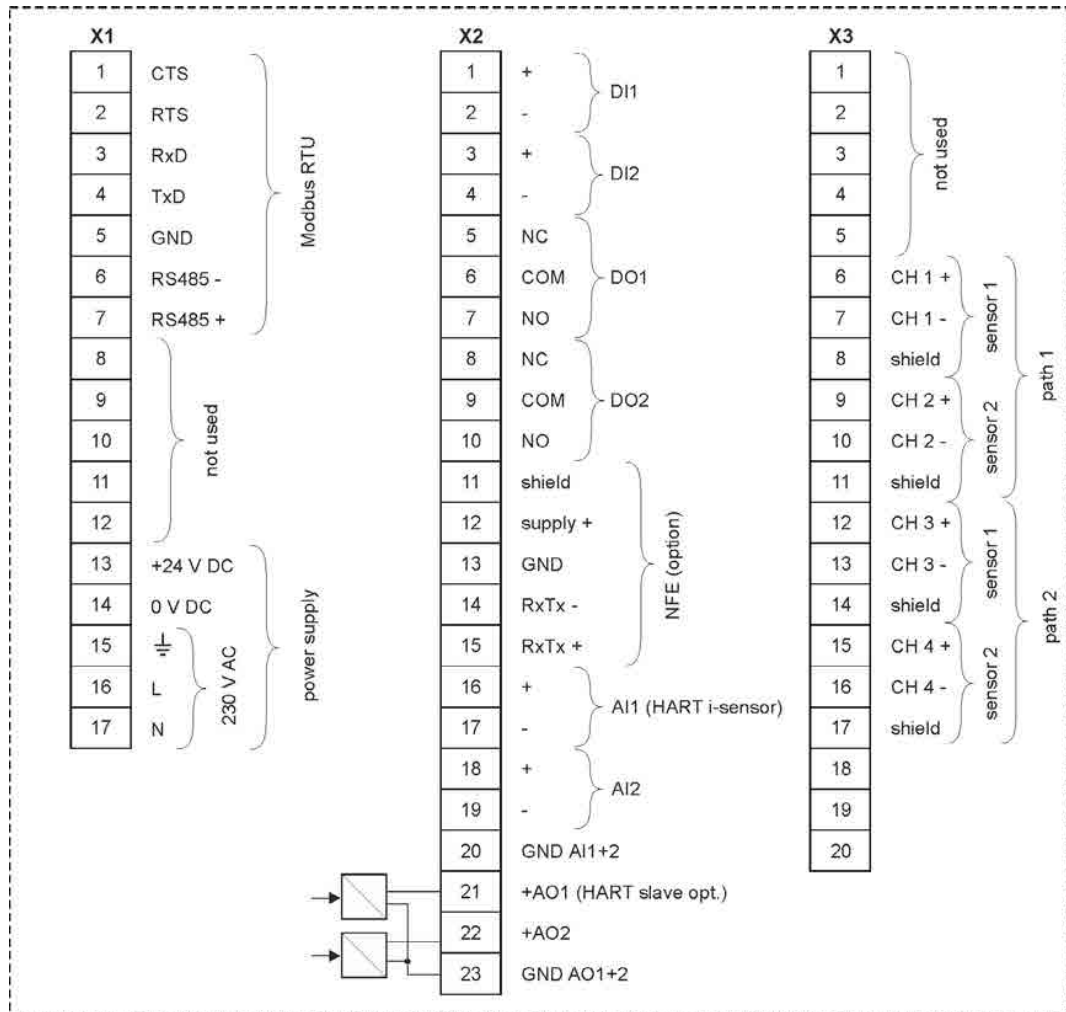 X1
1 CTS
2 RTS
3 RxD
4 TxD
5 GND
6 RS485 -
7 RS485 +
Modbus RTU
8
9
10
11
12
not used
13 +24 V DC
14 0 V DC
15
16 L
17 N
230 V AC
power supply
X2
1 +
2 -
DI1
3 +
4 -
DI2
5 NC
6 COM
7 NO
DO1
8 NC
9 COM
10 NO
DO2
11 shield
12 supply +
13 GND
14 RxTx -
15 RxTx +
NFE (option)
16 +
17 -
AI1 (HART i-sensor)
18 +
19 -
AI2
20 GND AI1+2
21 +AO1 (HART slave opt.)
22 +AO2
23 GND AO1+2
X3
1
2
3
4
5
not used
6 CH 1 +
7 CH 1 -
8 shield
sensor 1
9 CH 2 +
10 CH 2 -
11 shield
sensor 2
path 1
12 CH 3 +
13 CH 3 -
14 shield
sensor 1
15 CH 4 +
16 CH 4 -
17 shield
sensor 2
path 2
18
19
20